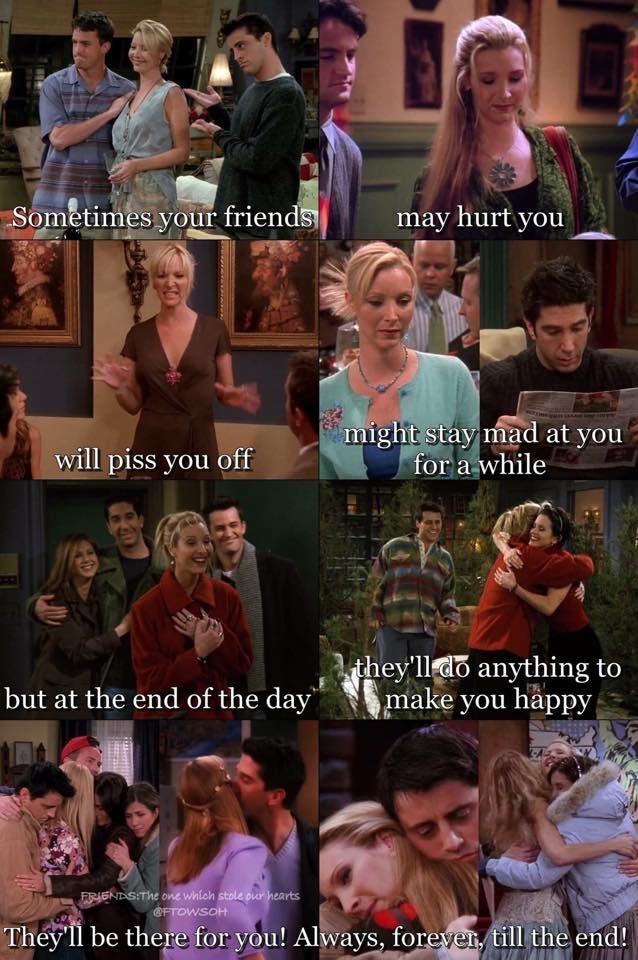 Sometimes your friends
may hurt you
will piss you off
might stay mad at you
for a while
but at the end of the day
they'll do anything to
make you happy
FRIENDS:The one which stole our hearts
@FTOWSOH
They'll be there for you! Always, forever, till the end!